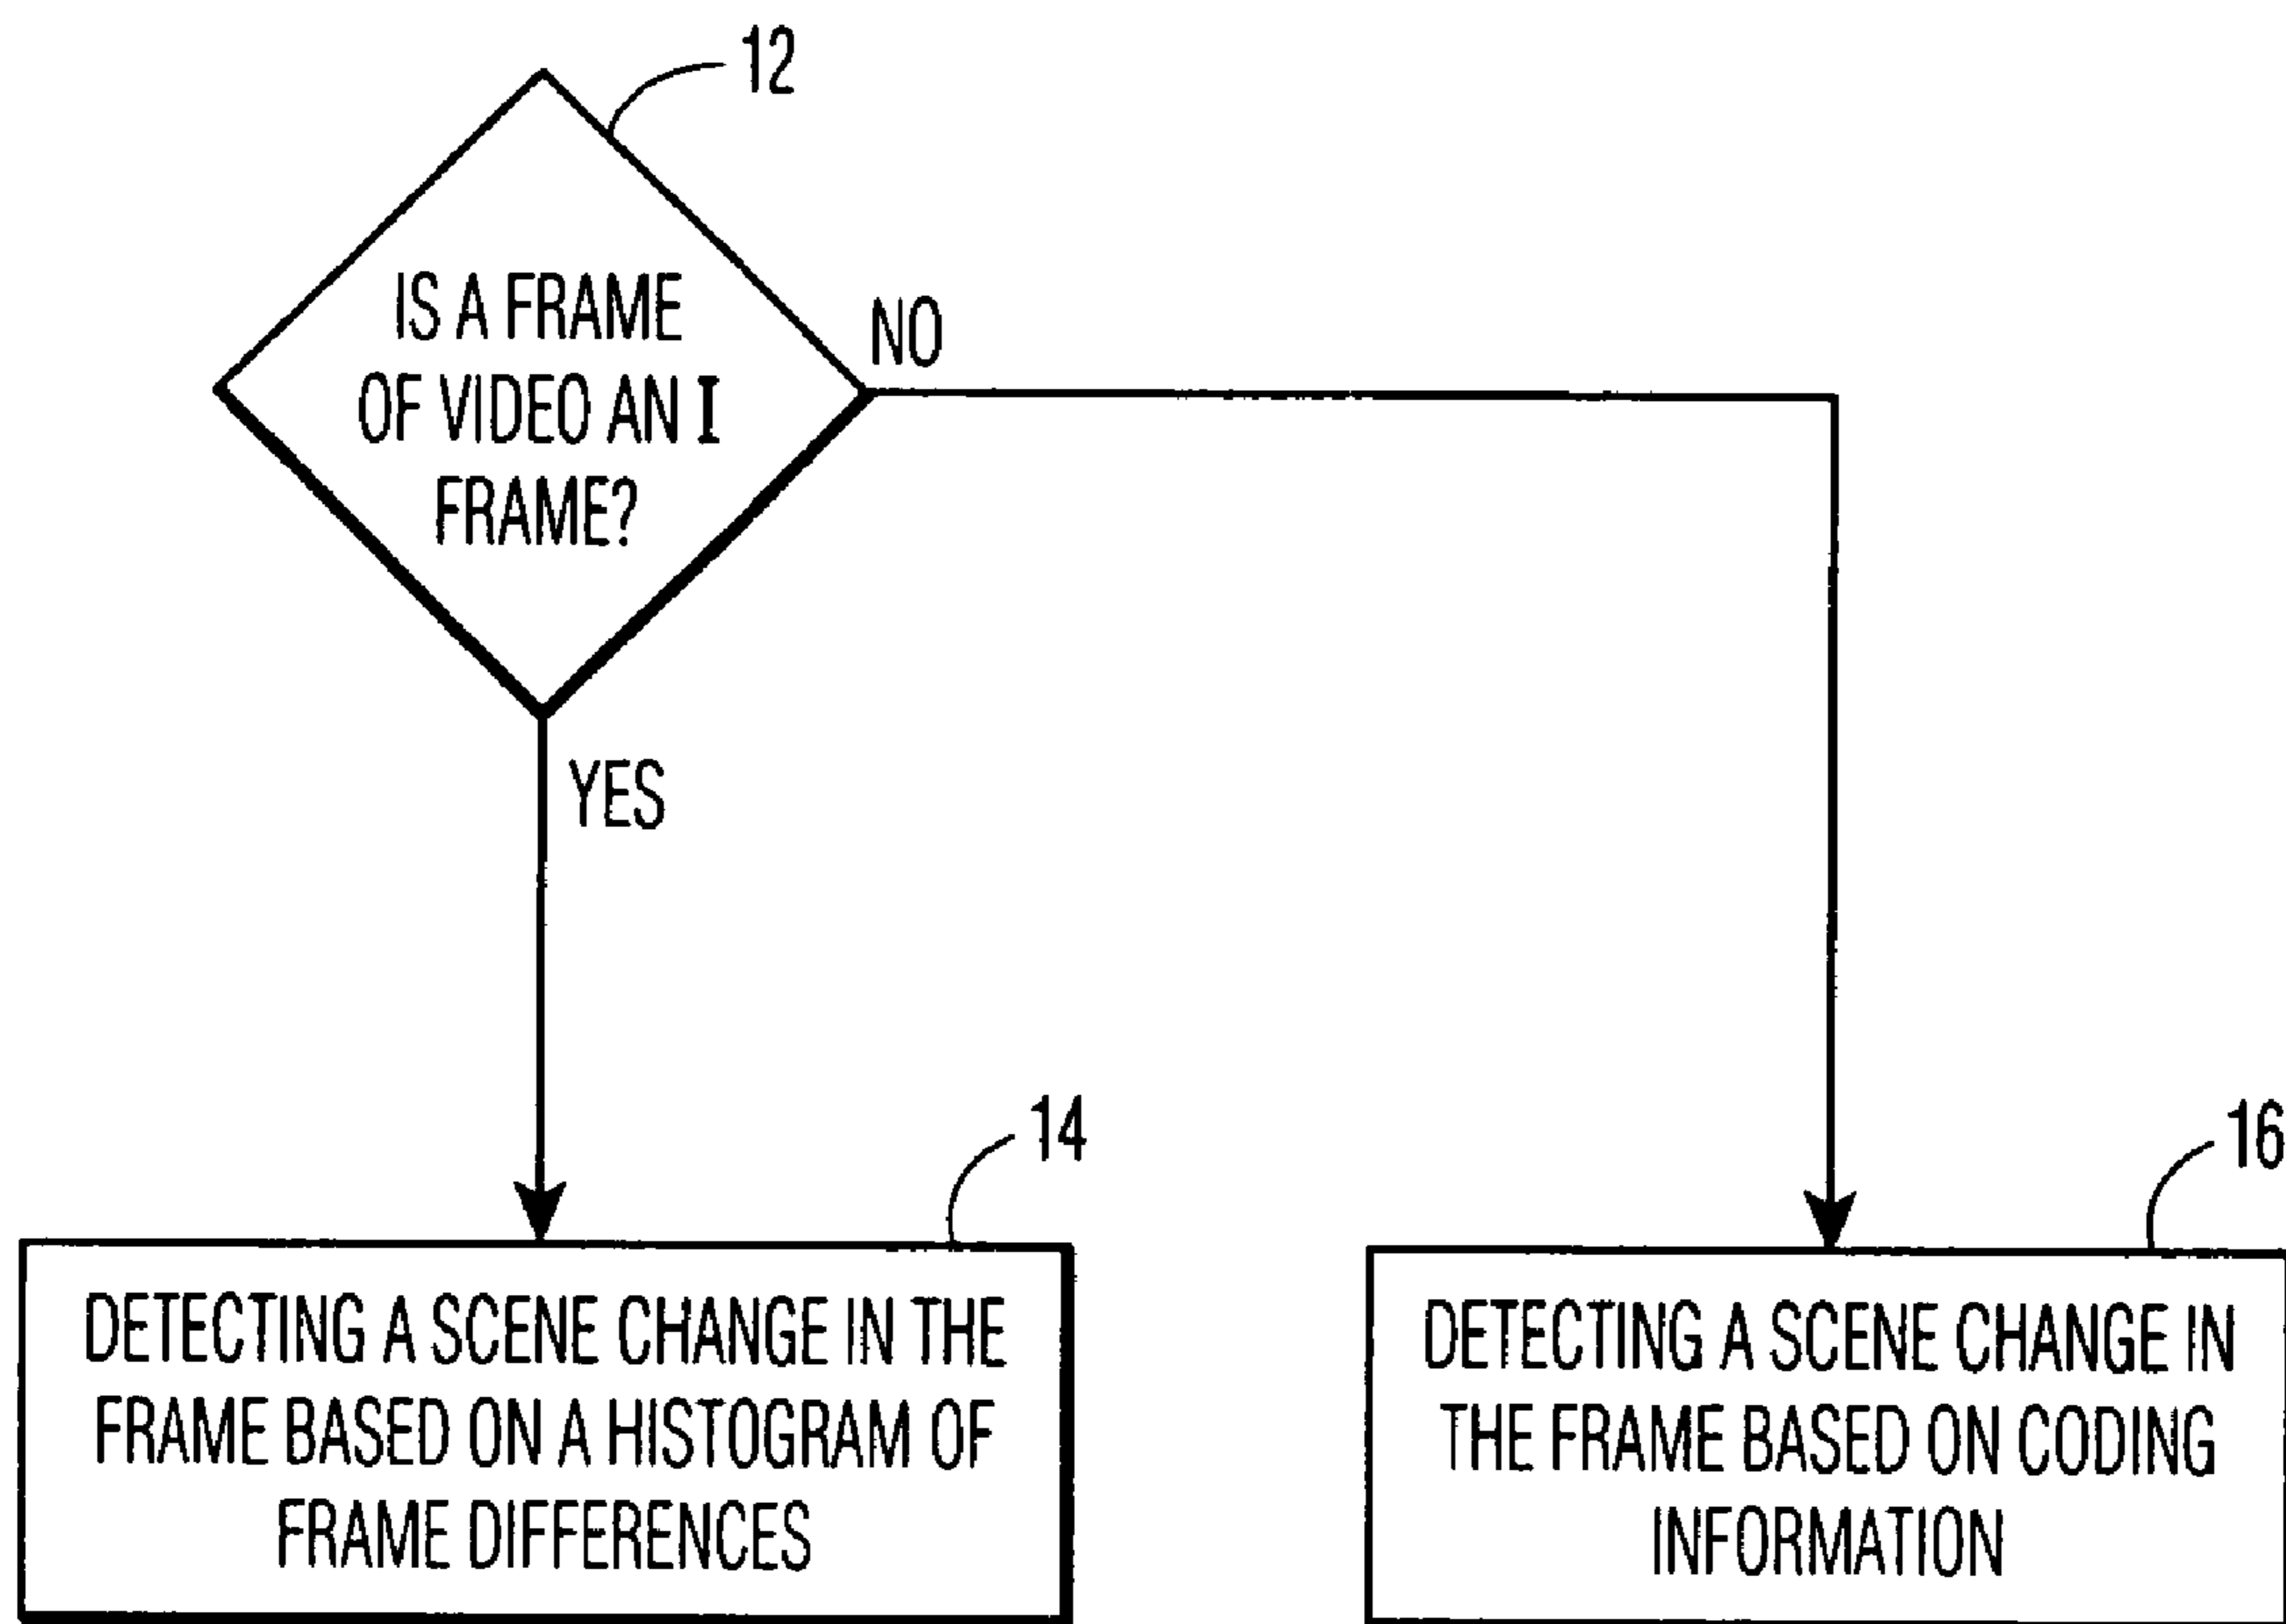 12
IS A FRAME
OF VIDEO AN I
FRAME?
NO
YES
14
DETECTING A SCENE CHANGE IN THE
FRAME BASED ON A HISTOGRAM OF
FRAME DIFFERENCES
16
DETECTING A SCENE CHANGE IN
THE FRAME BASED ON CODING
INFORMATION